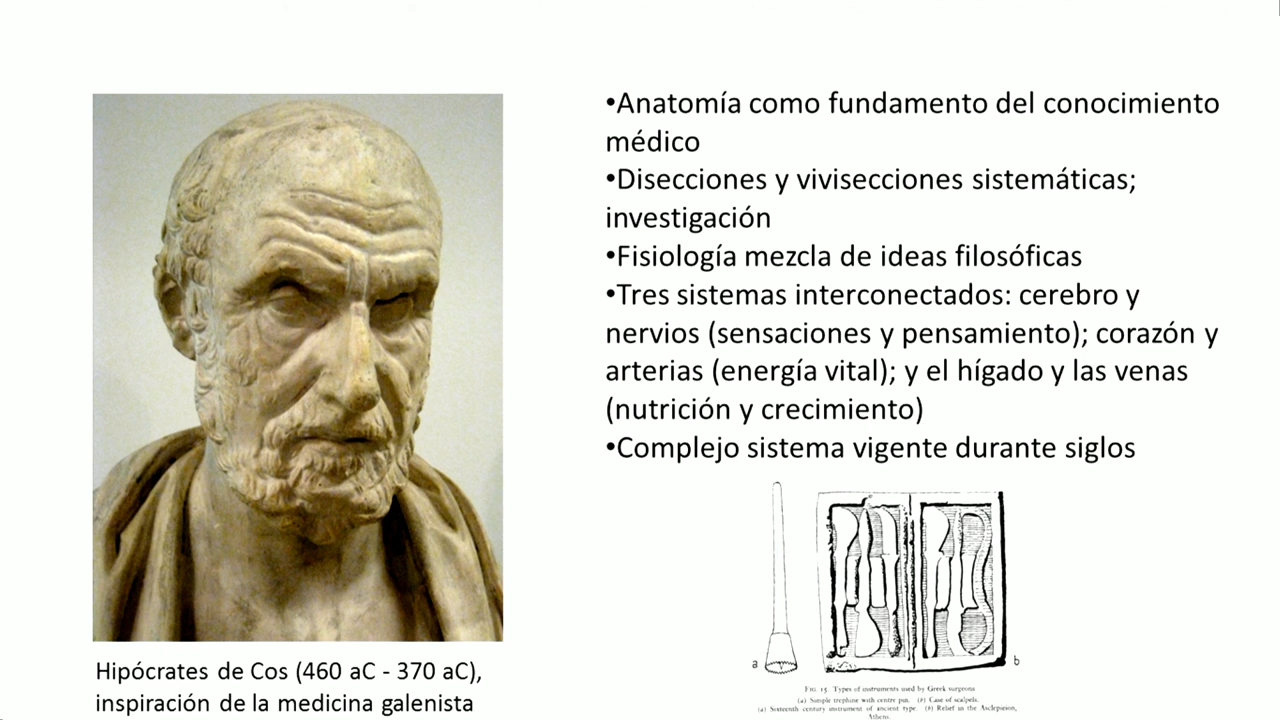 •Anatomía como fundamento del conocimiento
médico
•Disecciones y vivisecciones sistemáticas;
investigación
•Fisiología mezcla de ideas filosóficas
•Tres sistemas interconectados: cerebro y
nervios (sensaciones y pensamiento); corazón y
arterias (energía vital); y el hígado y las venas
(nutrición y crecimiento)
•Complejo sistema vigente durante siglos
Hipócrates de Cos (460 aC - 370 aC),
inspiración de la medicina galenista
a
b
FIG. 15. Types of instruments used by Greek surgeons
(a) Simple trephine with centre pin. (b) Case of scalpels.
(a) Sixteenth century instrument of ancient type. (b) Relief in the Asclepieion,
Athens.